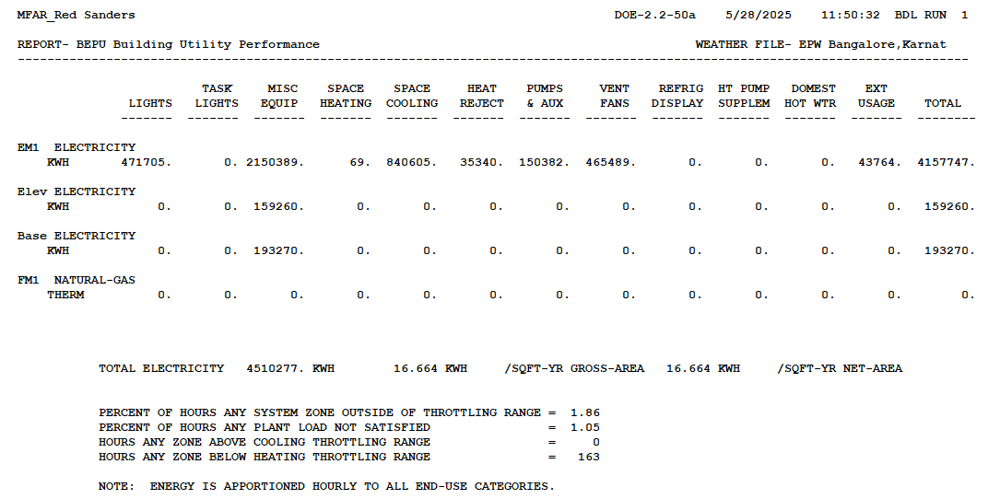 MFAR_Red Sanders DOE-2.2-50a 5/28/2025 11:50:32 BDL RUN 1
REPORT- BEPU Building Utility Performance WEATHER FILE- EPW Bangalore,Karnat
---------------------------------------------------------------------------------------------------------------------------------
TASK MISC SPACE SPACE HEAT PUMPS VENT REFRIG HT PUMP DOMEST EXT
LIGHTS LIGHTS EQUIP HEATING COOLING REJECT & AUX FANS DISPLAY SUPPLEM HOT WTR USAGE TOTAL
------- ------- ------- ------- ------- ------- ------- ------- ------- ------- ------- ------- --------
EM1 ELECTRICITY
KWH 471705. 0. 2150389. 69. 840605. 35340. 150382. 465489. 0. 0. 0. 43764. 4157747.
Elev ELECTRICITY
KWH 0. 0. 159260. 0. 0. 0. 0. 0. 0. 0. 0. 0. 159260.
Base ELECTRICITY
KWH 0. 0. 193270. 0. 0. 0. 0. 0. 0. 0. 0. 0. 193270.
FM1 NATURAL-GAS
THERM 0. 0. 0. 0. 0. 0. 0. 0. 0. 0. 0. 0. 0.
TOTAL ELECTRICITY 4510277. KWH 16.664 KWH /SQFT-YR GROSS-AREA 16.664 KWH /SQFT-YR NET-AREA
PERCENT OF HOURS ANY SYSTEM ZONE OUTSIDE OF THROTTLING RANGE = 1.86
PERCENT OF HOURS ANY PLANT LOAD NOT SATISFIED = 1.05
HOURS ANY ZONE ABOVE COOLING THROTTLING RANGE = 0
HOURS ANY ZONE BELOW HEATING THROTTLING RANGE = 163
NOTE: ENERGY IS APPORTIONED HOURLY TO ALL END-USE CATEGORIES.